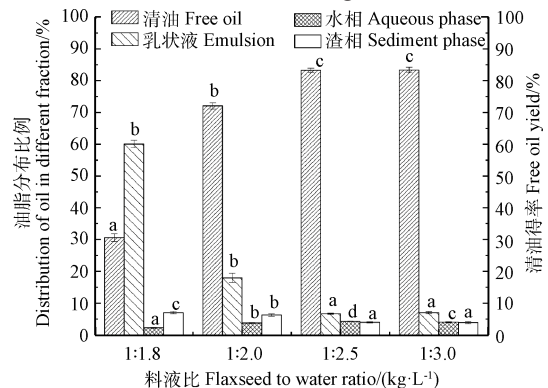 清油 Free oil
水相 Aqueous phase
乳状液 Emulsion
渣相 Sediment phase
油脂分布比例
Distribution of oil in different fraction/%
100
90
80
70
60
50
40
30
20
10
0
a
b
a
c
b
b
b
b
c
a
d
a
c
a
c
a
100
90
80
70
60
50
40
30
20
10
0
清油得率 Free oil yield/%
1:1.8
1:2.0
1:2.5
1:3.0
料液比 Flaxseed to water ratio/(kg·L⁻¹)